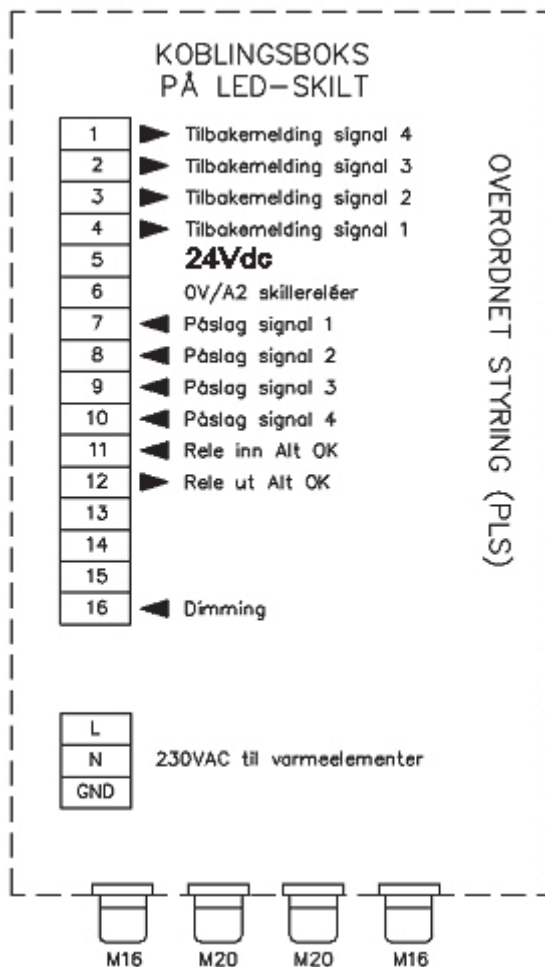 KOBLINGSBOKS
PÅ LED-SKILT
1 Tilbakemelding signal 4
2 Tilbakemelding signal 3
3 Tilbakemelding signal 2
4 Tilbakemelding signal 1
5 24Vdc
6 0V/A2 skillereléer
7 Påslag signal 1
8 Påslag signal 2
9 Påslag signal 3
10 Påslag signal 4
11 Rele inn Alt OK
12 Rele ut Alt OK
13
14
15
16 Dimming
OVERORDNET STYRING (PLS)
L
N 230VAC til varmeelementer
GND
M16 M20 M20 M16